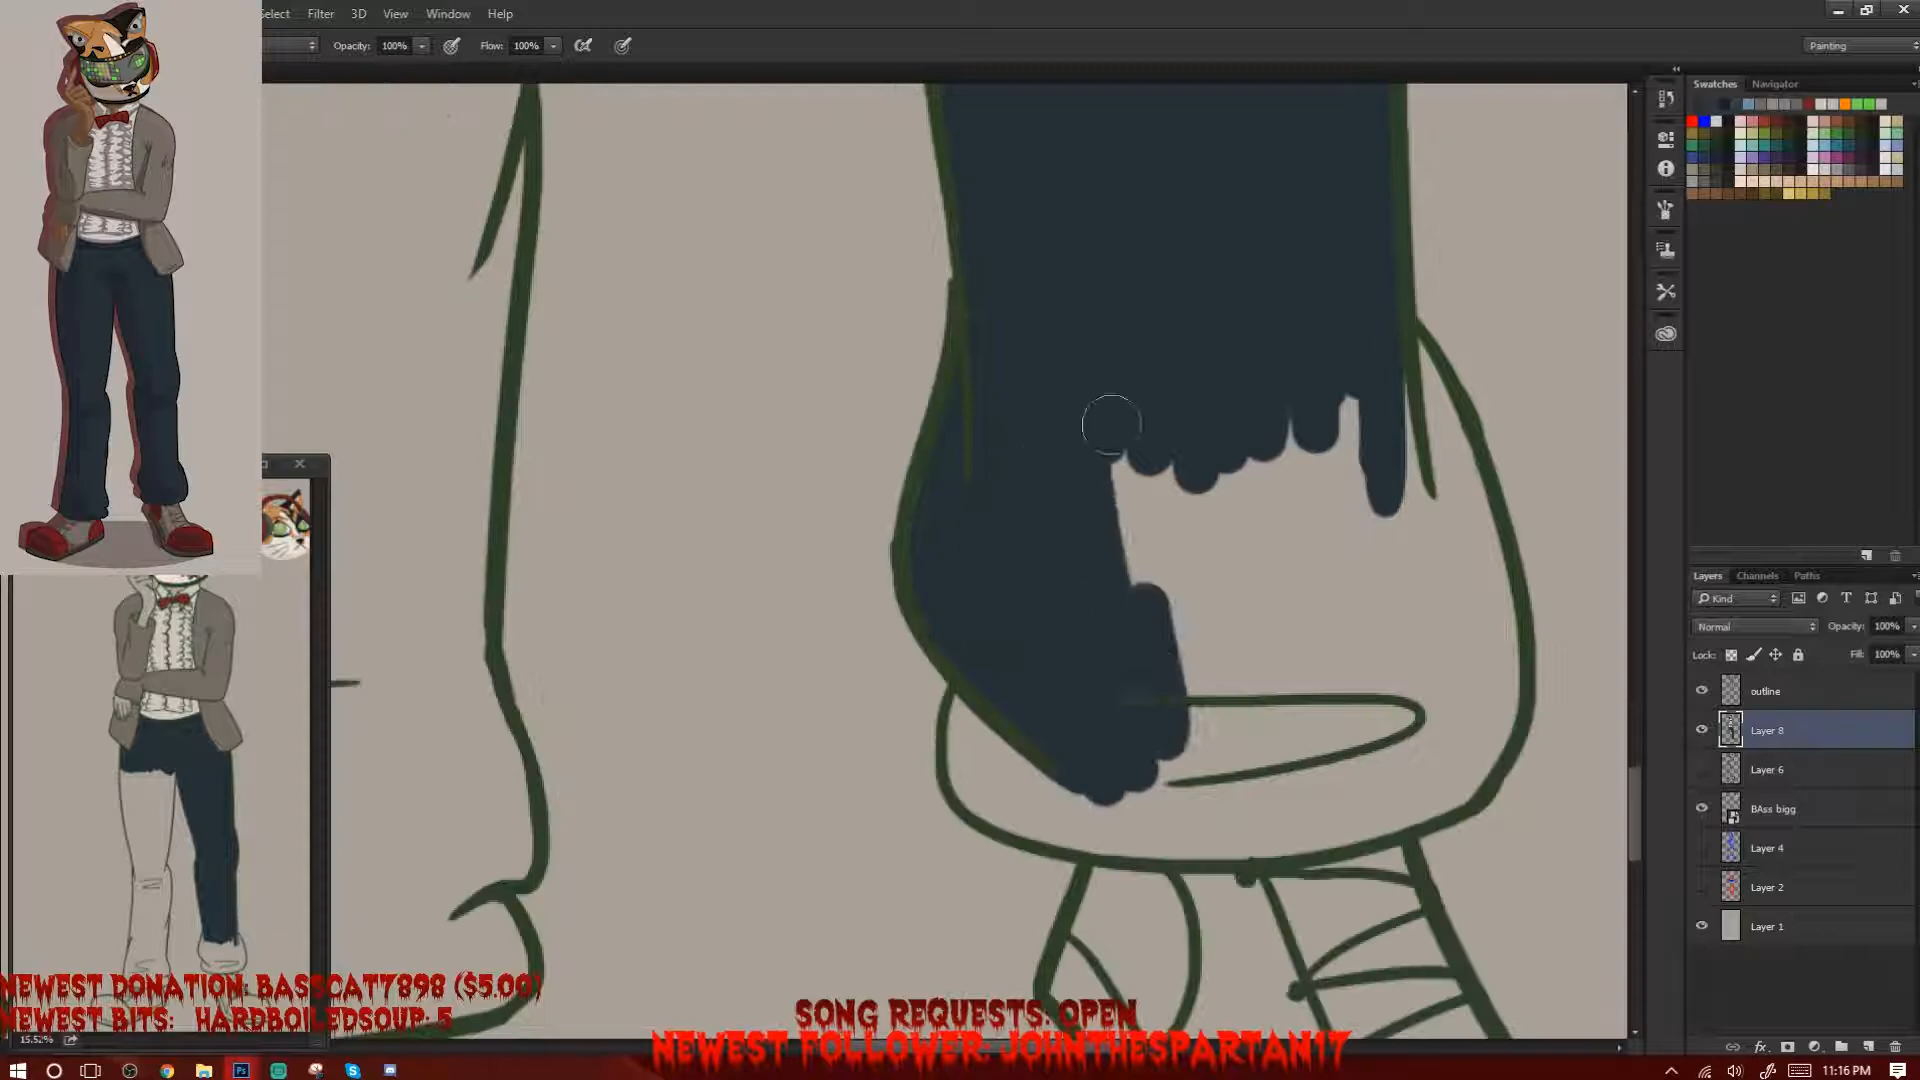 Select Filter 3D View Window Help
Opacity: 100% Flow: 100%
Painting
Swatches Navigator
Layers Channels Paths
Kind
Normal Opacity: 100%
Lock: Fill: 100%
outline
Layer 8
Layer 6
BAss bigg
Layer 4
Layer 2
Layer 1
NEWEST DONATION: BASSCAT7898 ($5.00)
NEWEST BITS: HARDBOILEDSOUP: 5
SONG REQUESTS: OPEN
NEWEST FOLLOWER: JOHNTHESPARTAN17
15.52%
11:16 PM